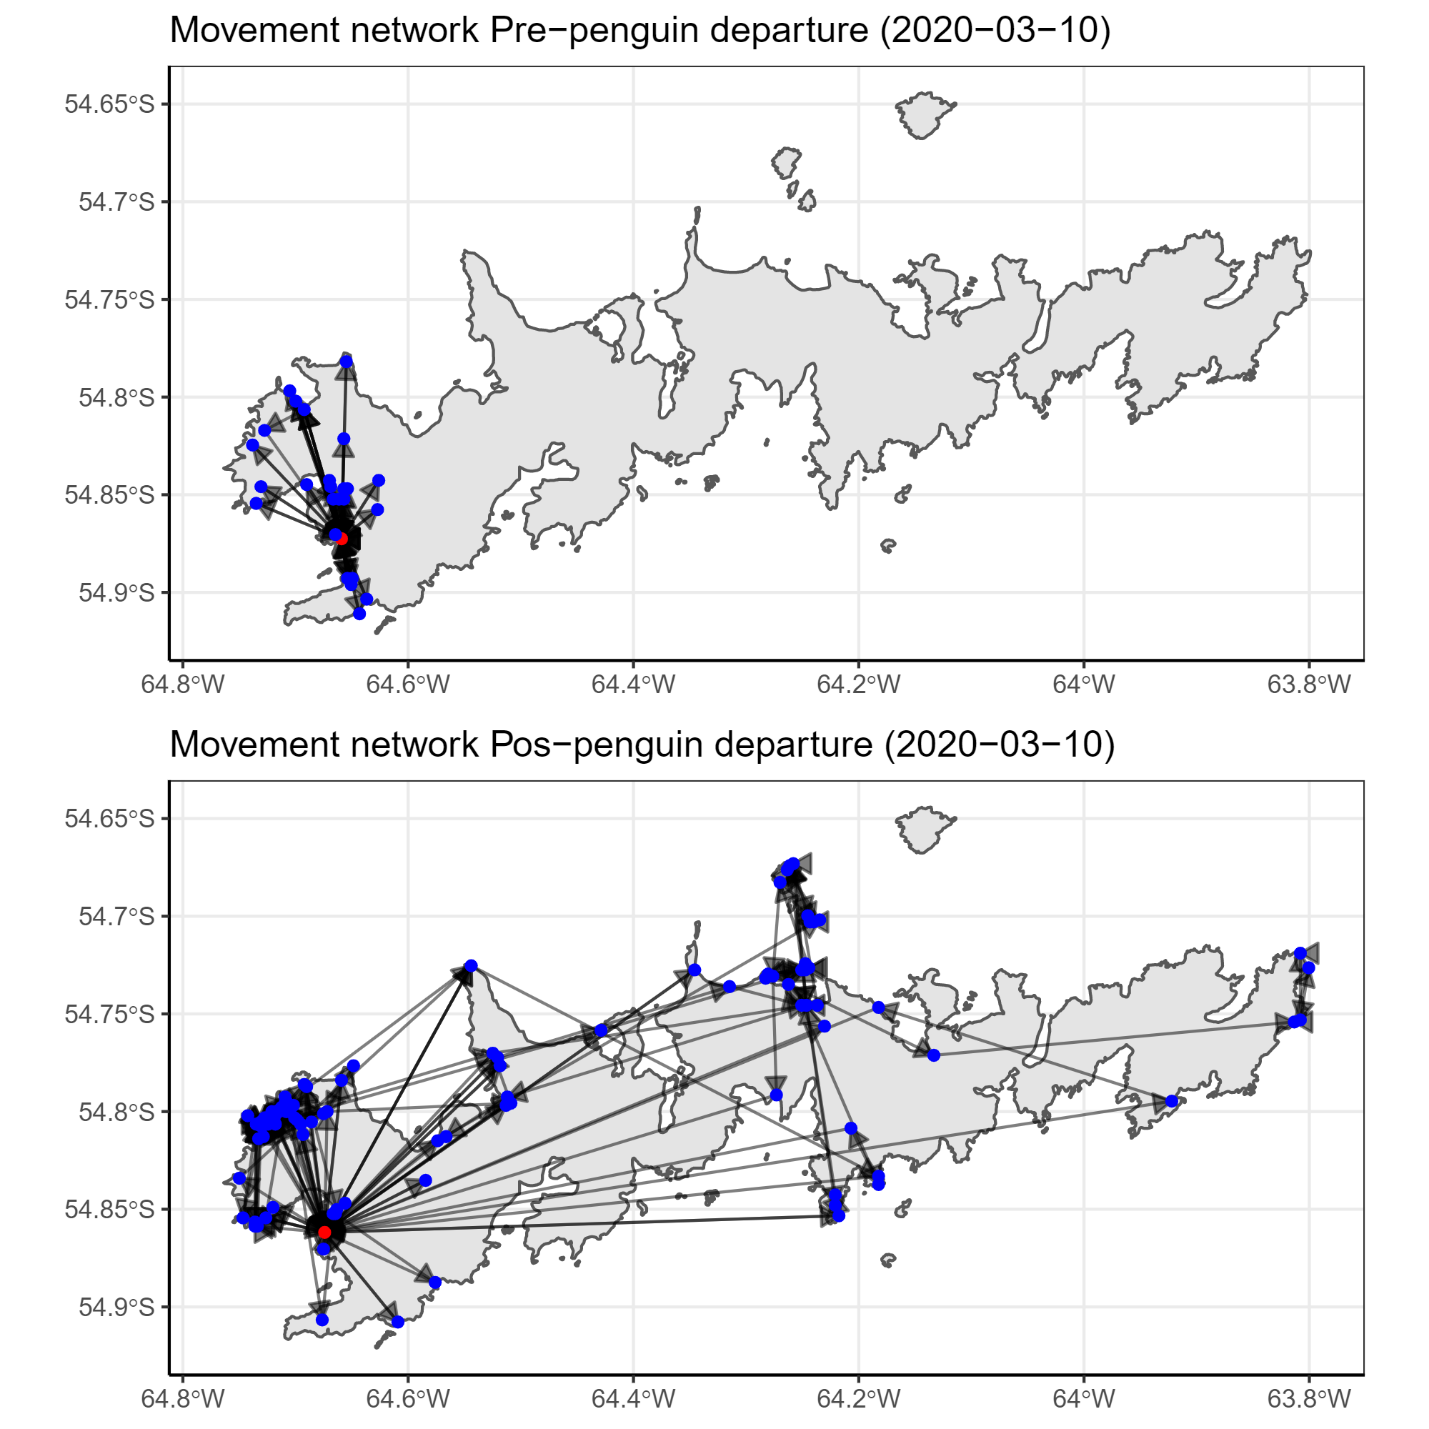 Movement network Pre−penguin departure (2020−03−10)
54.65°S
54.7°S
54.75°S
54.8°S
54.85°S
54.9°S
64.8°W
64.6°W
64.4°W
64.2°W
64°W
63.8°W
Movement network Pos−penguin departure (2020−03−10)
54.65°S
54.7°S
54.75°S
54.8°S
54.85°S
54.9°S
64.8°W
64.6°W
64.4°W
64.2°W
64°W
63.8°W